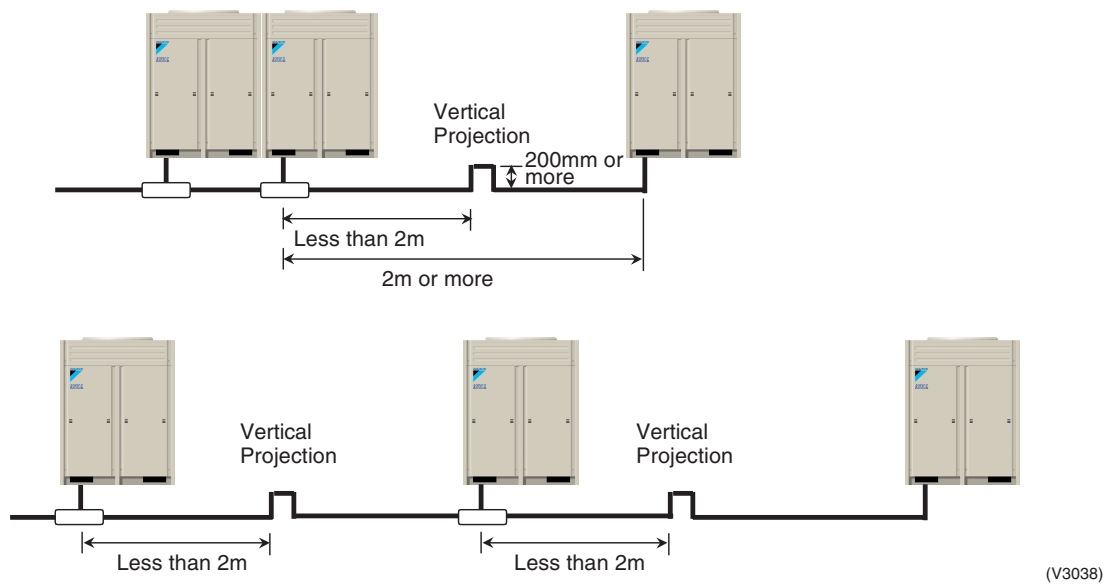 Vertical
Projection
200mm or
more
Less than 2m
2m or more
Vertical
Projection
Vertical
Projection
Less than 2m
Less than 2m
(V3038)